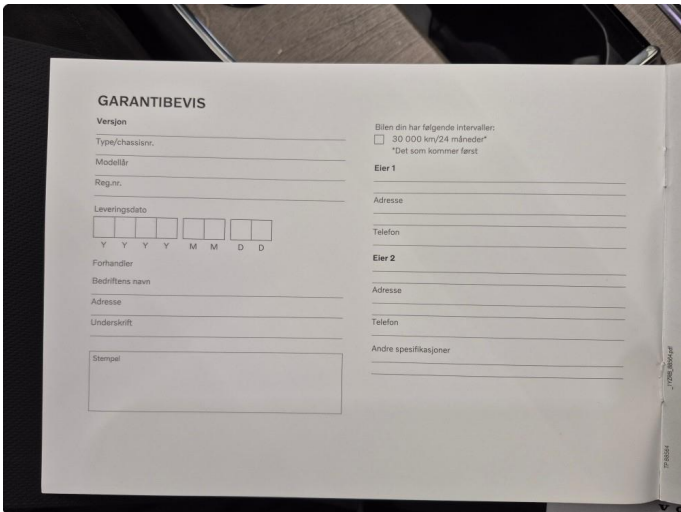 GARANTIBEVIS
Versjon
Type/chassisnr.
Modellår
Reg.nr.
Leveringsdato
Y Y Y Y M M D D
Forhandler
Bedriftens navn
Adresse
Underskrift
Stempel
Bilen din har følgende intervaller:
30 000 km/24 måneder*
*Det som kommer først
Eier 1
Adresse
Telefon
Eier 2
Adresse
Telefon
Andre spesifikasjoner